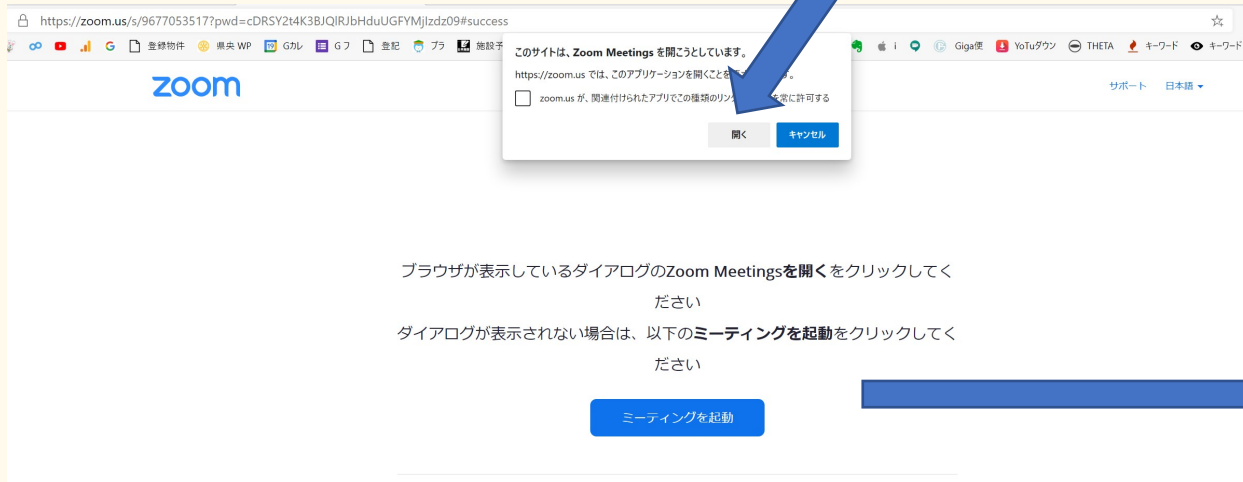 https://zoom.us/s/9677053517?pwd=cDRSY2t4K3BJQlRJbHduUGFYMjIzdz09#success
登録物件 県央 WP Gカレ G フ 登記 プラ 施設予 i Giga便 YoTuダウン THETA キーワード キーワード
このサイトは、Zoom Meetings を開こうとしています。
https://zoom.us では、このアプリケーションを開くことを
zoom.us が、関連付けられたアプリでこの種類のリンク を常に許可する
開く キャンセル
zoom サポート 日本語
ブラウザが表示しているダイアログのZoom Meetingsを開くをクリックしてく
ださい
ダイアログが表示されない場合は、以下のミーティングを起動をクリックしてく
ださい
ミーティングを起動